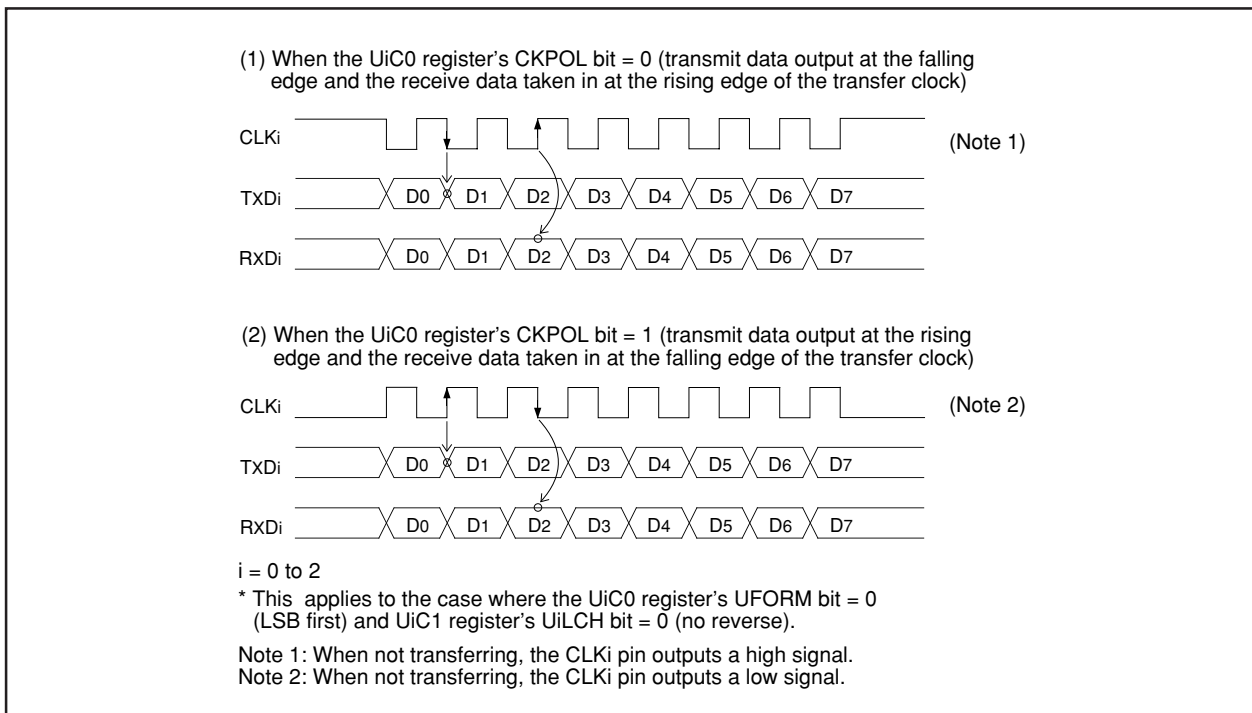 (1) When the UiC0 register's CKPOL bit = 0 (transmit data output at the falling
edge and the receive data taken in at the rising edge of the transfer clock)
CLKi
(Note 1)
TXDi D0 D1 D2 D3 D4 D5 D6 D7
RXDi D0 D1 D2 D3 D4 D5 D6 D7
(2) When the UiC0 register's CKPOL bit = 1 (transmit data output at the rising
edge and the receive data taken in at the falling edge of the transfer clock)
CLKi
(Note 2)
TXDi D0 D1 D2 D3 D4 D5 D6 D7
RXDi D0 D1 D2 D3 D4 D5 D6 D7
i = 0 to 2
* This applies to the case where the UiC0 register's UFORM bit = 0
(LSB first) and UiC1 register's UiLCH bit = 0 (no reverse).
Note 1: When not transferring, the CLKi pin outputs a high signal.
Note 2: When not transferring, the CLKi pin outputs a low signal.